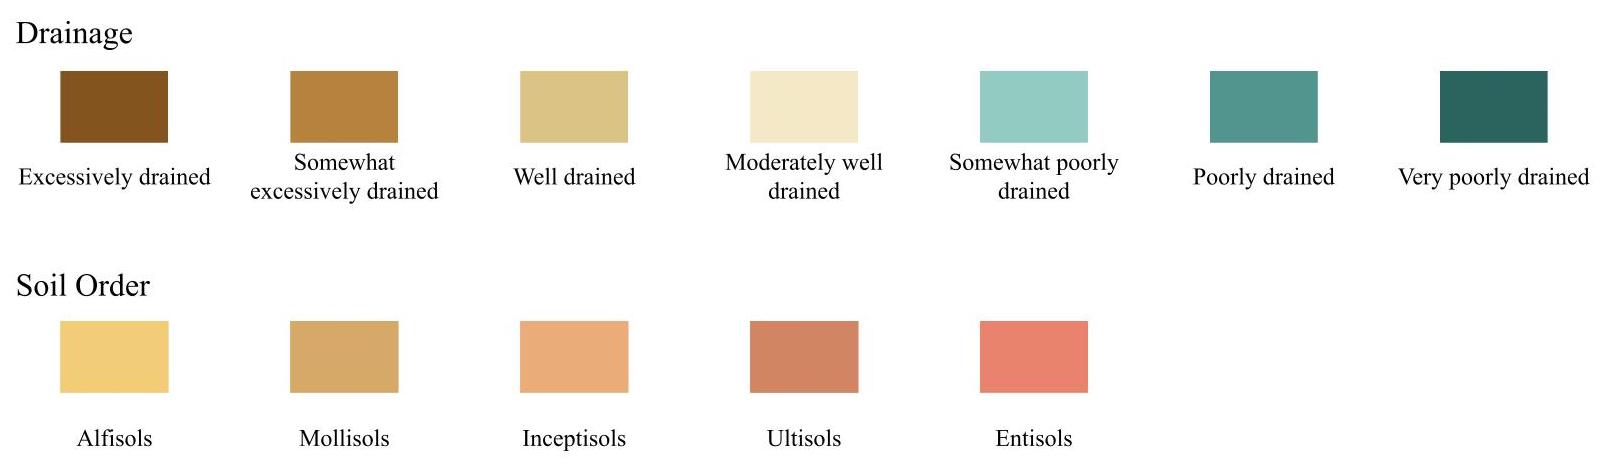 Drainage
Excessively drained
Somewhat
excessively drained
Well drained
Moderately well
drained
Somewhat poorly
drained
Poorly drained
Very poorly drained
Soil Order
Alfisols
Mollisols
Inceptisols
Ultisols
Entisols